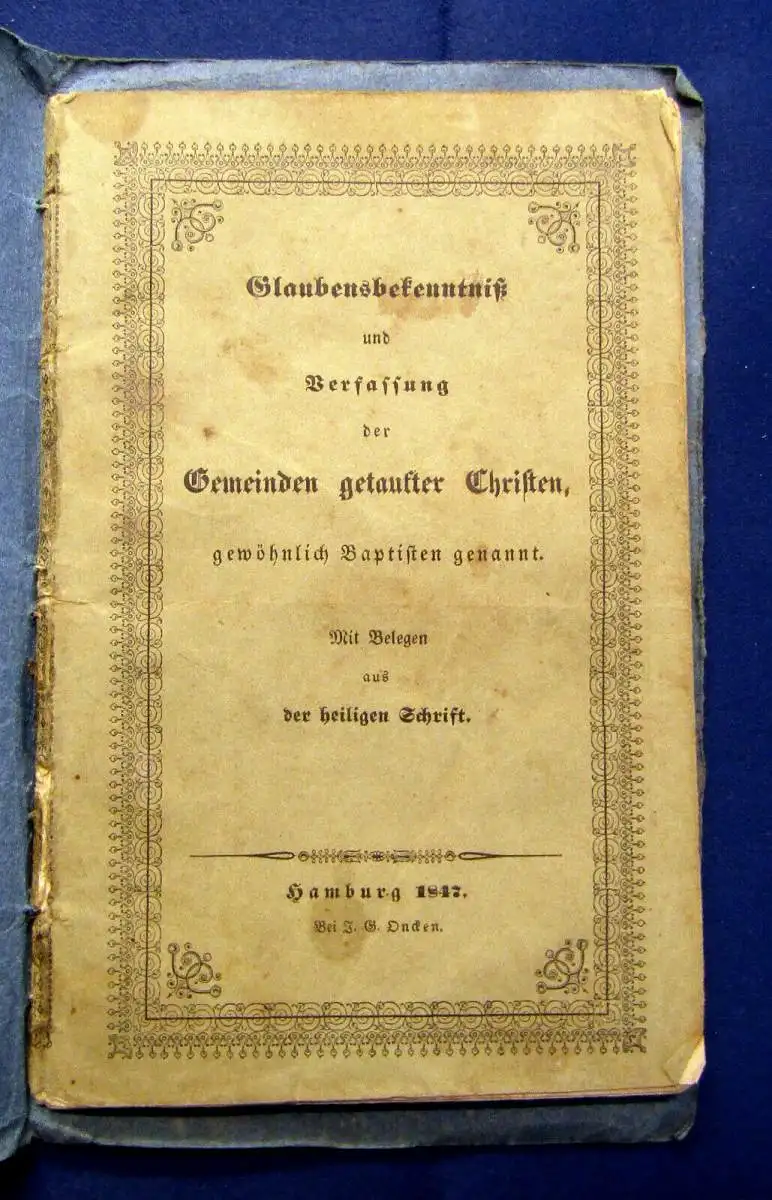 Glaubensbekenntniß
und
Verfassung
der
Gemeinden getaufter Christen,
gewöhnlich Baptisten genannt.
Mit Belegen
aus
der heiligen Schrift.
Hamburg 1847.
Bei J. G. Oncken.